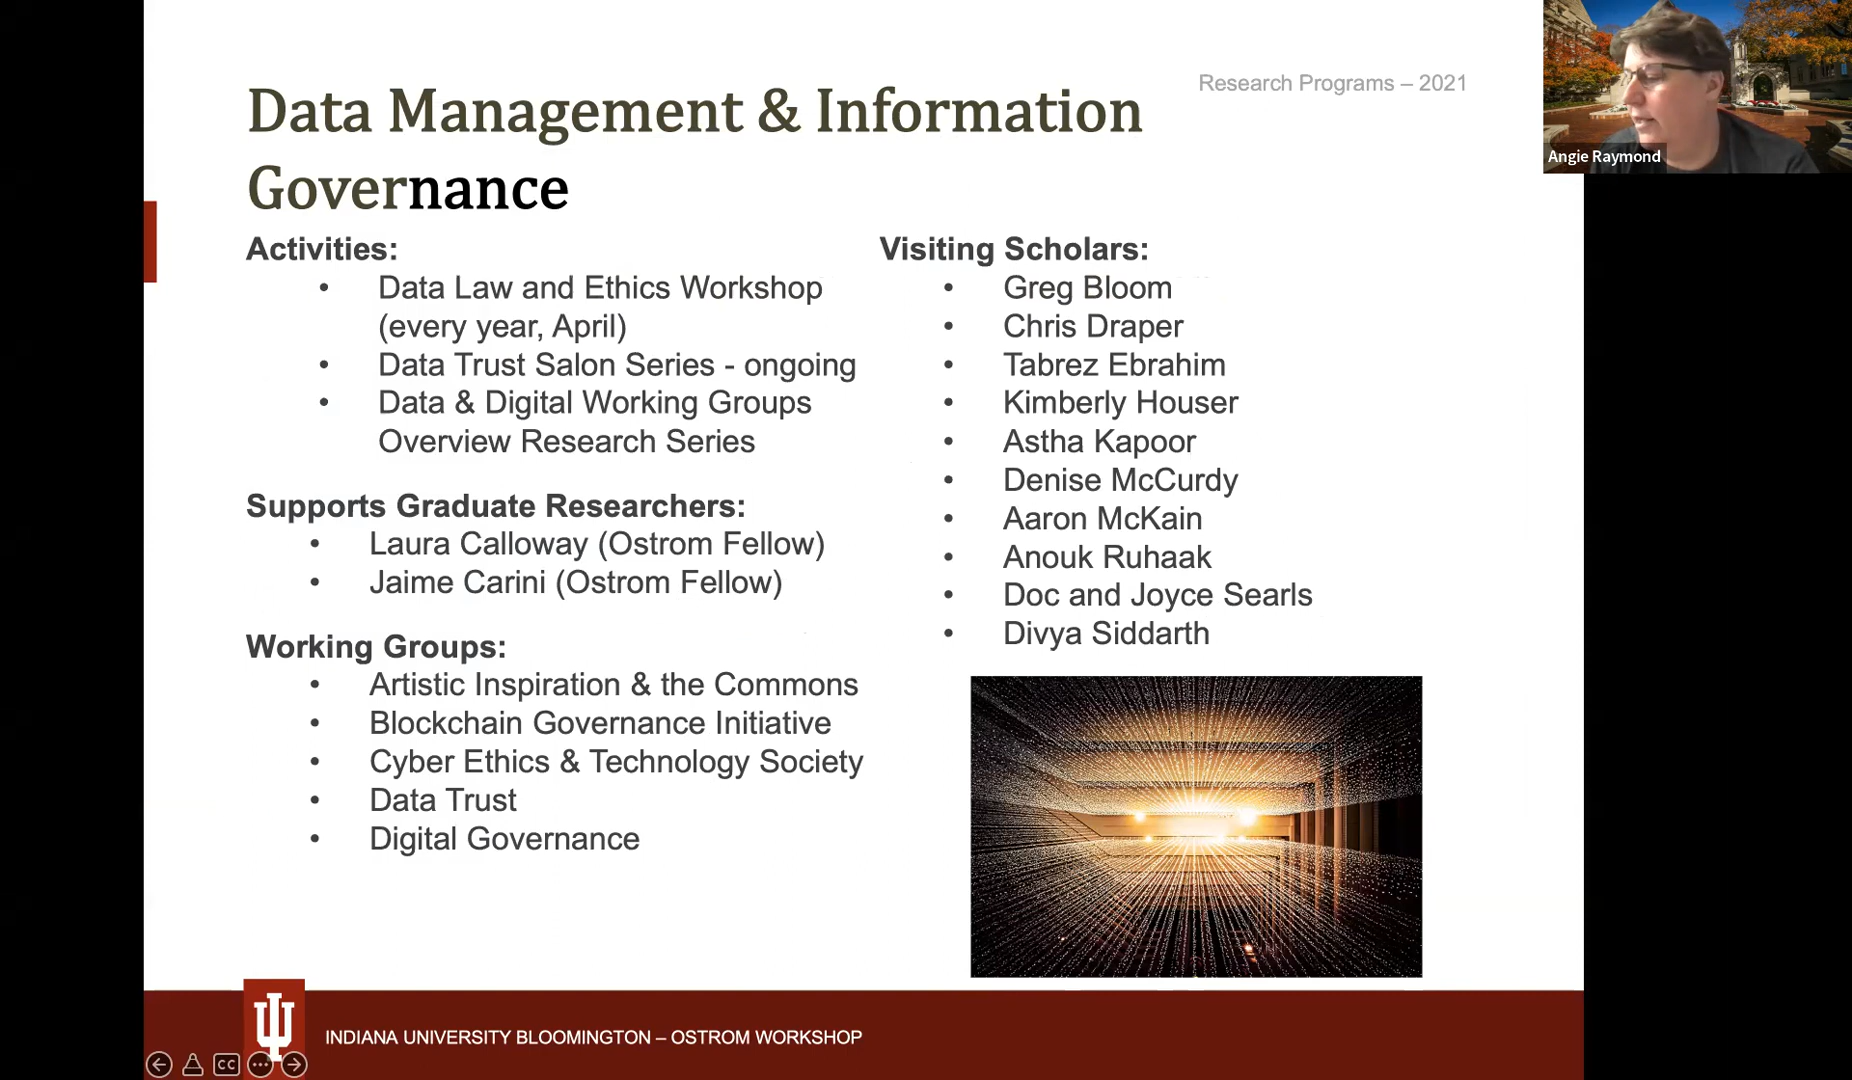 Research Programs – 2021
Data Management & Information
Governance
Activities:
• Data Law and Ethics Workshop
(every year, April)
• Data Trust Salon Series - ongoing
• Data & Digital Working Groups
Overview Research Series
Supports Graduate Researchers:
• Laura Calloway (Ostrom Fellow)
• Jaime Carini (Ostrom Fellow)
Working Groups:
• Artistic Inspiration & the Commons
• Blockchain Governance Initiative
• Cyber Ethics & Technology Society
• Data Trust
• Digital Governance
Visiting Scholars:
• Greg Bloom
• Chris Draper
• Tabrez Ebrahim
• Kimberly Houser
• Astha Kapoor
• Denise McCurdy
• Aaron McKain
• Anouk Ruhaak
• Doc and Joyce Searls
• Divya Siddarth
Angie Raymond
INDIANA UNIVERSITY BLOOMINGTON – OSTROM WORKSHOP
CC